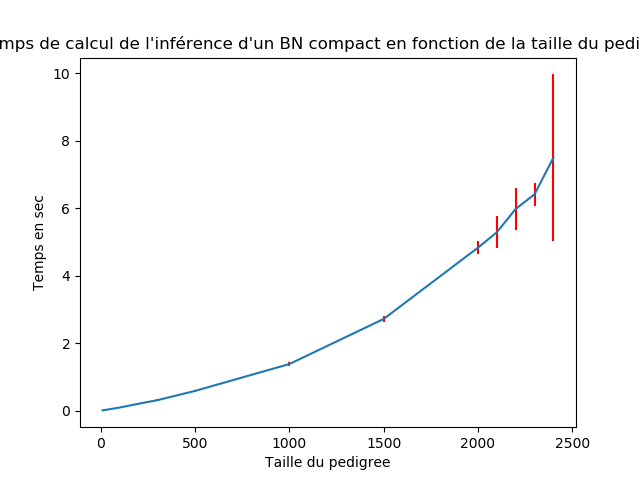 mps de calcul de l'inférence d'un BN compact en fonction de la taille du pedi
10
8
6
4
2
0
Temps en sec
0 500 1000 1500 2000 2500
Taille du pedigree